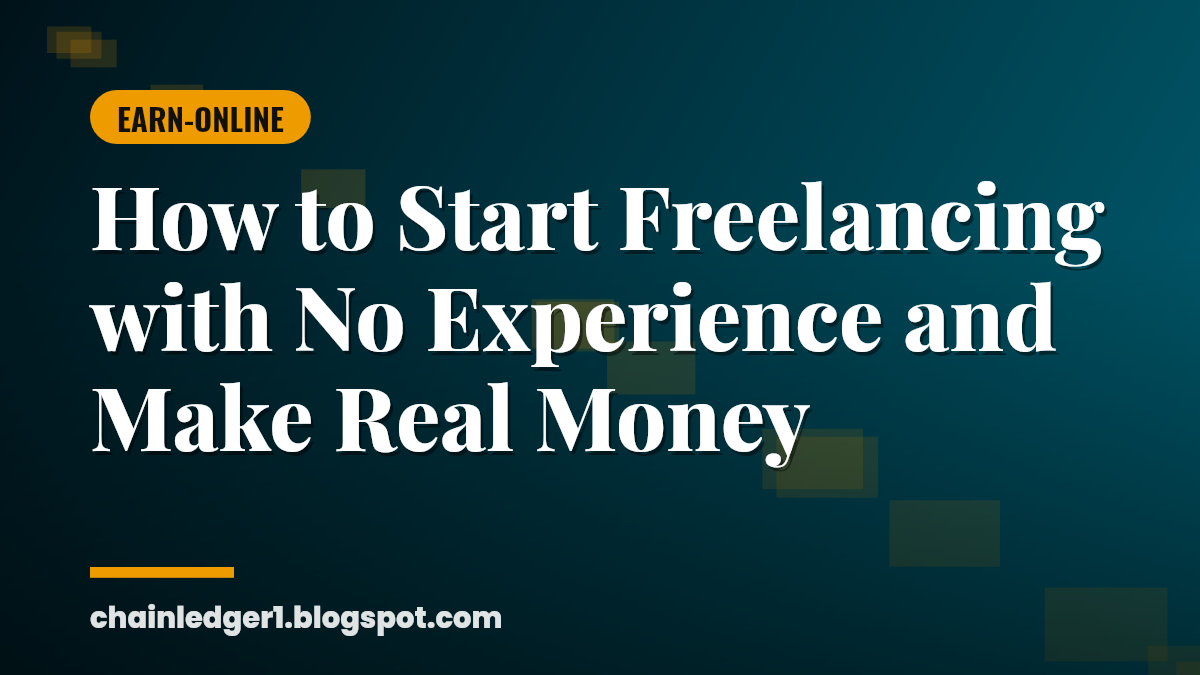 EARN-ONLINE
How to Start Freelancing
with No Experience and
Make Real Money
chainledger1.blogspot.com